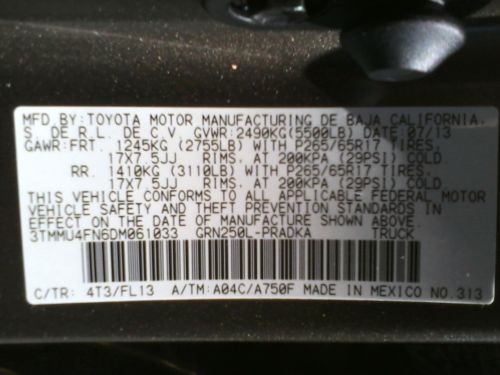 MFD.BY:TOYOTA MOTOR MANUFACTURING DE BAJA CALIFORNIA,
S. DE R.L. DE C.V. GVWR:2490KG(5500LB) DATE:07/13
GAWR:FRT. 1245KG (2755LB) WITH P265/65R17 TIRES,
17X7.5JJ RIMS, AT 200KPA (29PSI) COLD
RR. 1410KG (3110LB) WITH P265/65R17 TIRES,
17X7.5JJ RIMS, AT 200KPA (29PSI) COLD
THIS VEHICLE CONFORMS TO ALL APPLICABLE FEDERAL MOTOR
VEHICLE SAFETY AND THEFT PREVENTION STANDARDS IN
EFFECT ON THE DATE OF MANUFACTURE SHOWN ABOVE.
3TMMU4FN6DM061033 GRN250L-PRADKA TRUCK
C/TR: 4T3/FL13 A/TM:A04C/A750F MADE IN MEXICO NO.313